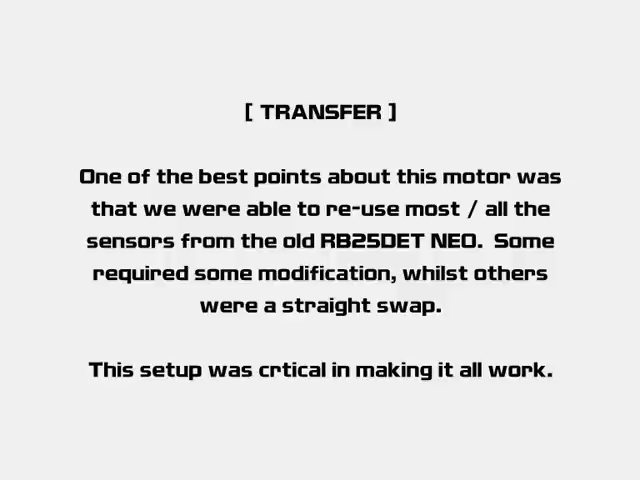 [ TRANSFER ]
One of the best points about this motor was
that we were able to re-use most / all the
sensors from the old RB25DET NEO.  Some
required some modification, whilst others
were a straight swap.
This setup was crtical in making it all work.